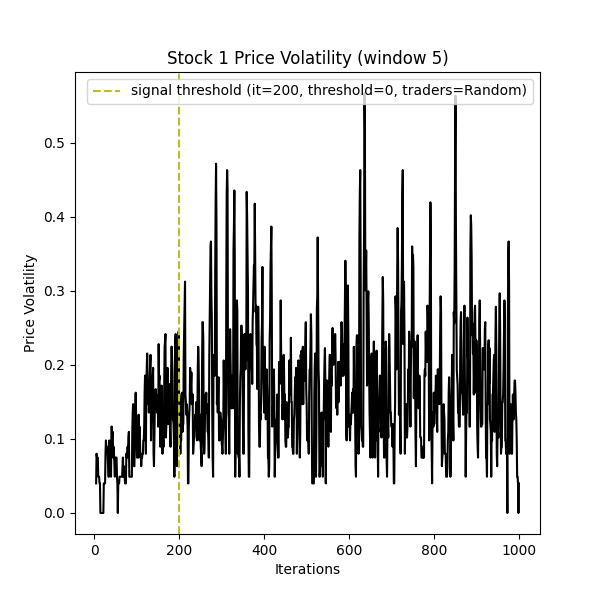 Stock 1 Price Volatility (window 5)
signal threshold (it=200, threshold=0, traders=Random)
Price Volatility
0.5
0.4
0.3
0.2
0.1
0.0
0 200 400 600 800 1000
Iterations